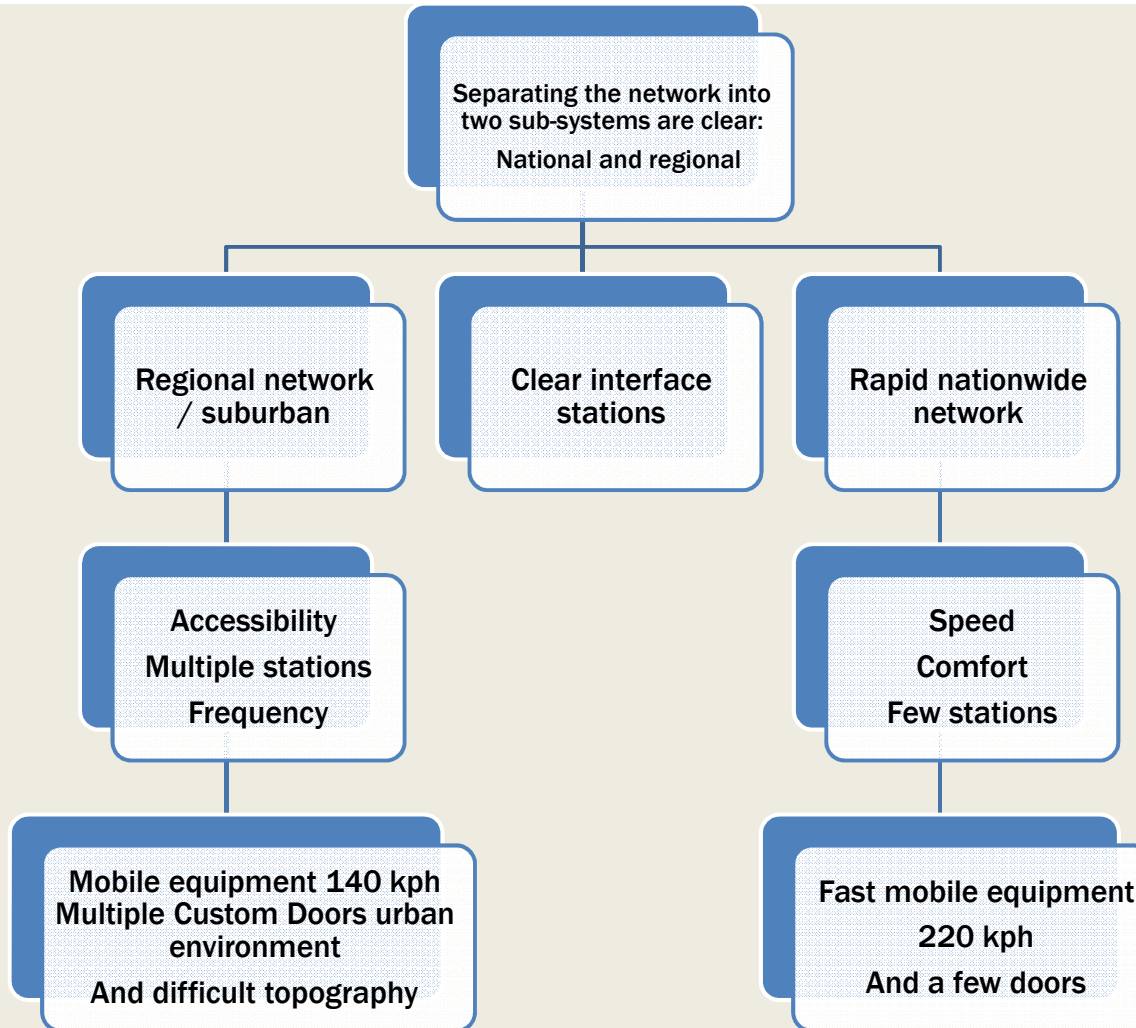 Separating the network into
two sub-systems are clear:
National and regional
Regional network
/ suburban
Clear interface
stations
Rapid nationwide
network
Accessibility
Multiple stations
Frequency
Speed
Comfort
Few stations
Mobile equipment 140 kph
Multiple Custom Doors urban
environment
And difficult topography
Fast mobile equipment
220 kph
And a few doors